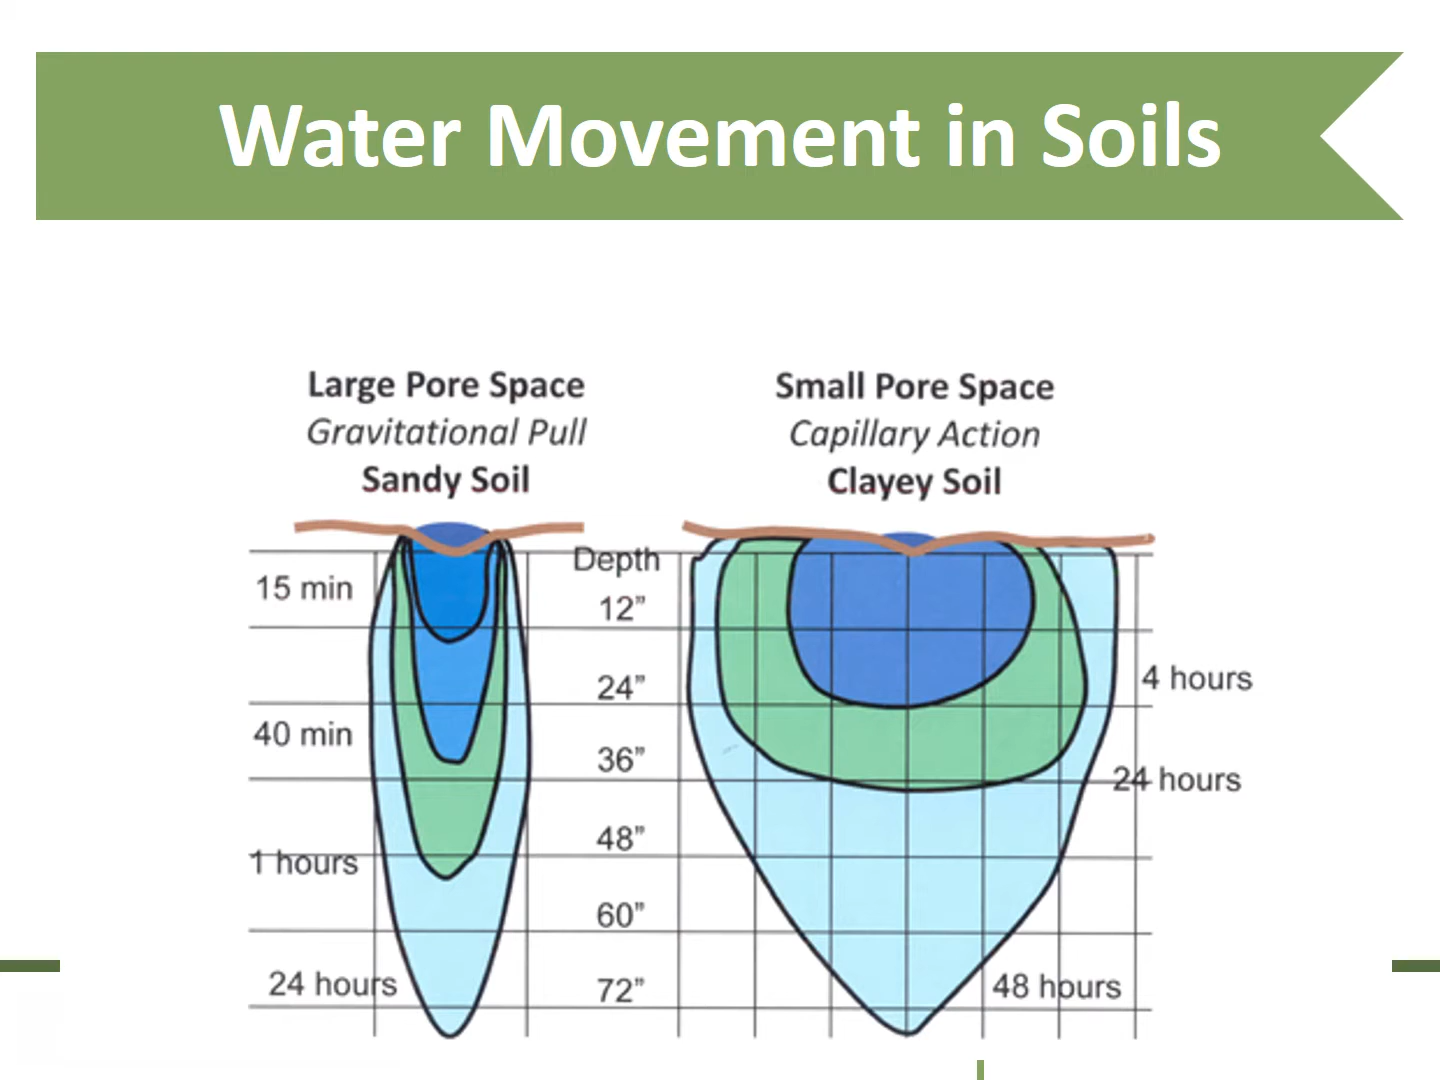 Water Movement in Soils
Large Pore Space
Gravitational Pull
Sandy Soil
Small Pore Space
Capillary Action
Clayey Soil
15 min
40 min
1 hours
24 hours
Depth
12”
24”
36”
48”
60”
72”
4 hours
24 hours
48 hours